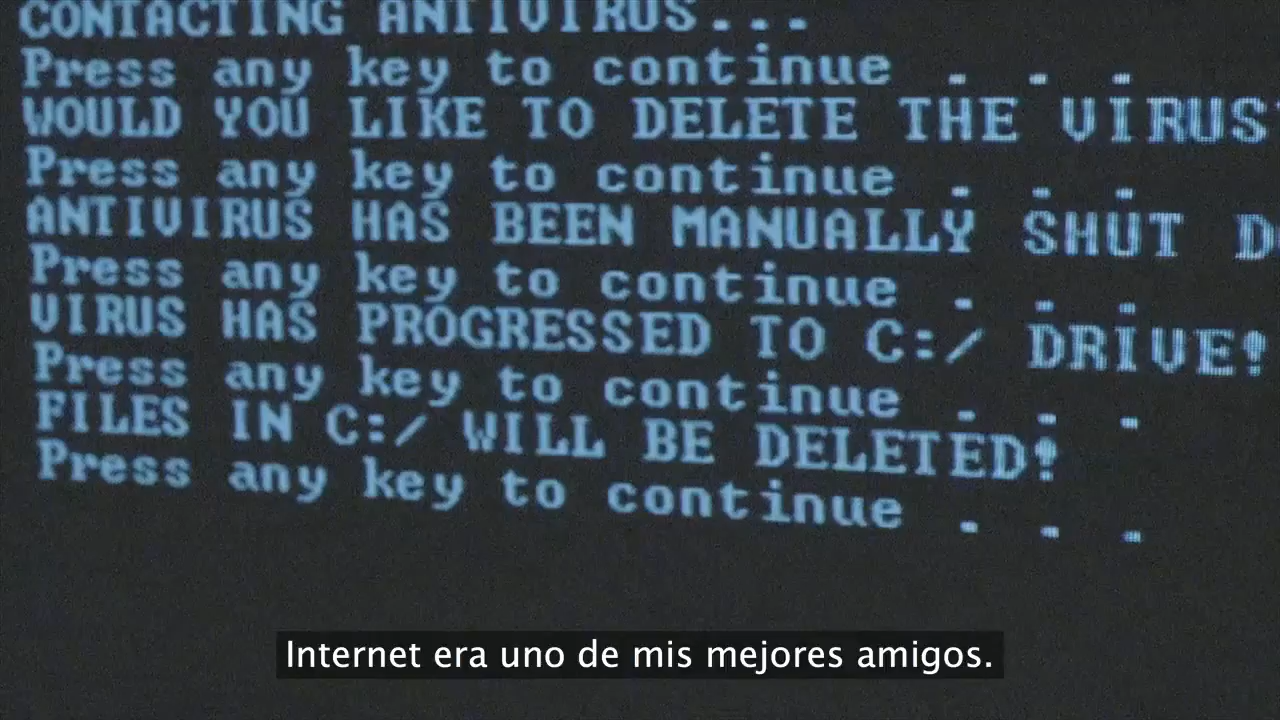 CONTACTING ANTIVIRUS...
Press any key to continue . . .
WOULD YOU LIKE TO DELETE THE VIRUS
Press any key to continue . . .
ANTIVIRUS HAS BEEN MANUALLY SHUT
Press any key to continue . . .
VIRUS HAS PROGRESSED TO C:/ DRIVE!
Press any key to continue . . .
FILES IN C:/ WILL BE DELETED!
Press any key to continue . . .
Internet era uno de mis mejores amigos.